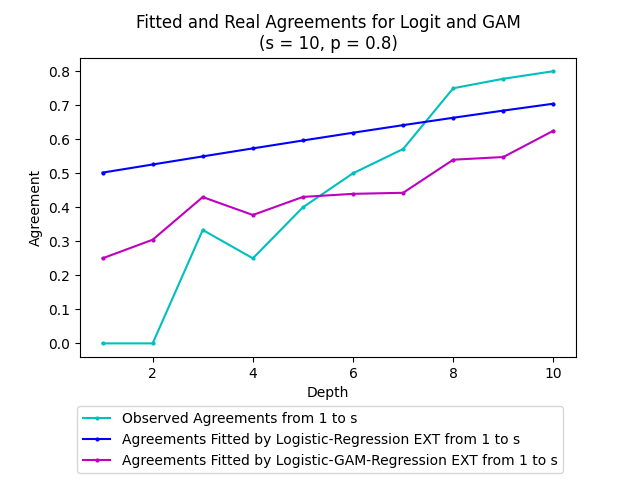 Fitted and Real Agreements for Logit and GAM
(s = 10, p = 0.8)
Agreement
0.8
0.7
0.6
0.5
0.4
0.3
0.2
0.1
0.0
2 4 6 8 10
Depth
Observed Agreements from 1 to s
Agreements Fitted by Logistic-Regression EXT from 1 to s
Agreements Fitted by Logistic-GAM-Regression EXT from 1 to s